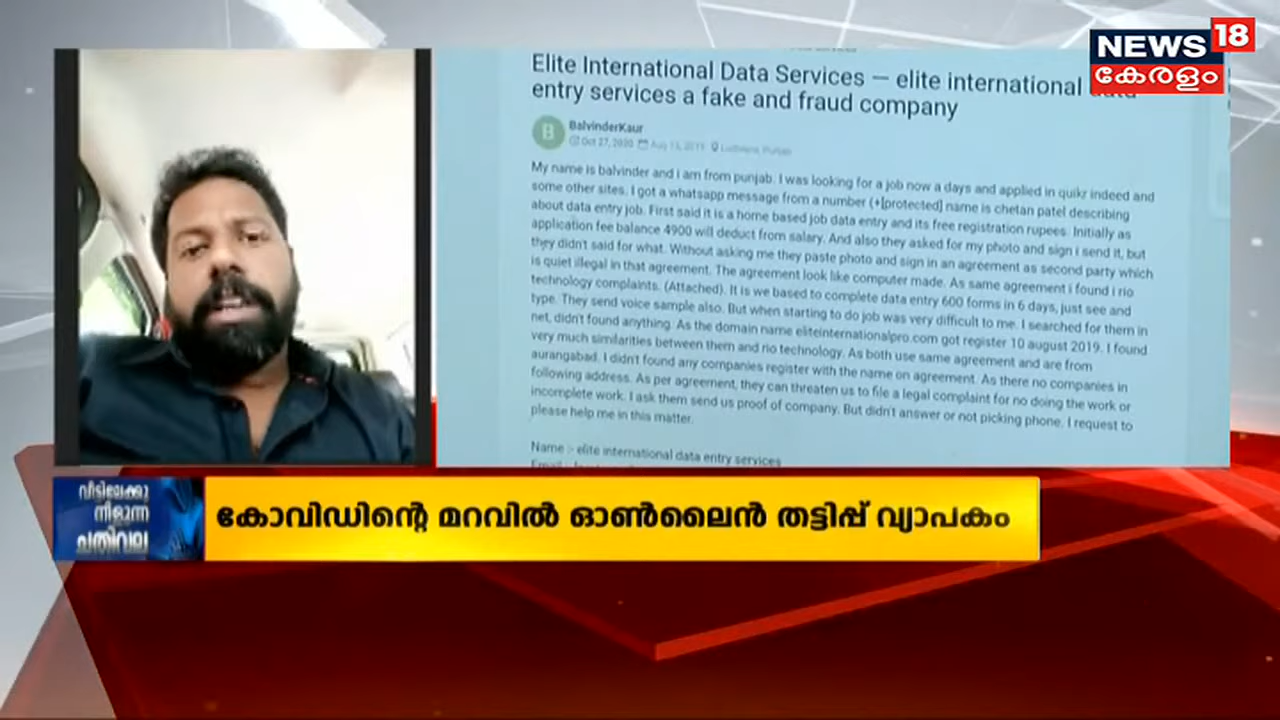 NEWS 18
കേരളം
Elite International Data Services — elite international
entry services a fake and fraud company
B
BalvinderKaur
Oct 27, 2020 Aug 13, 2019 Ludhiana, Punjab
My name is balvinder and i am from punjab. I was looking for a job now a days and applied in quikr indeed and
some other sites. I got a whatsapp message from a number (+[protected] name is chetan patel describing
about data entry job. First said it is a home based job data entry and its free registration rupees. Initially as
application fee balance 4900 will deduct from salary. And also they asked for my photo and sign i send it, but
they didn't said for what. Without asking me they paste photo and sign in an agreement as second party which
is quiet illegal in that agreement. The agreement look like computer made. As same agreement i found i rio
technology complaints. (Attached). It is we based to complete data entry 600 forms in 6 days, just see and
type. They send voice sample also. But when starting to do job was very difficult to me. I searched for them in
net, didn't found anything. As the domain name eliteinternationalpro.com got register 10 august 2019. I found
very much similarities between them and rio technology. As both use same agreement and are from
aurangabad. I didn't found any companies register with the name on agreement. As there no companies in
following address. As per agreement, they can threaten us to file a legal complaint for no doing the work or
incomplete work. I ask them send us proof of company. But didn't answer or not picking phone. I request to
please help me in this matter.
Name :- elite international data entry services
വീട്ടിലേക്കു
നീളുന്ന
ചതിവല
കോവിഡിന്റെ മറവിൽ ഓൺലൈൻ തട്ടിപ്പ് വ്യാപകം